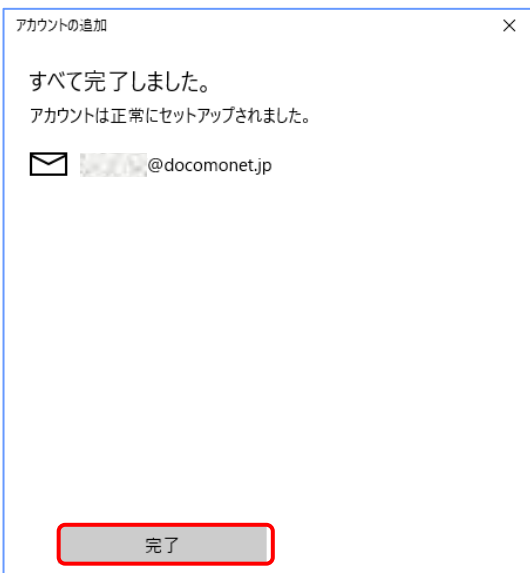 アカウントの追加
すべて完了しました。
アカウントは正常にセットアップされました。
@docomonet.jp
完了